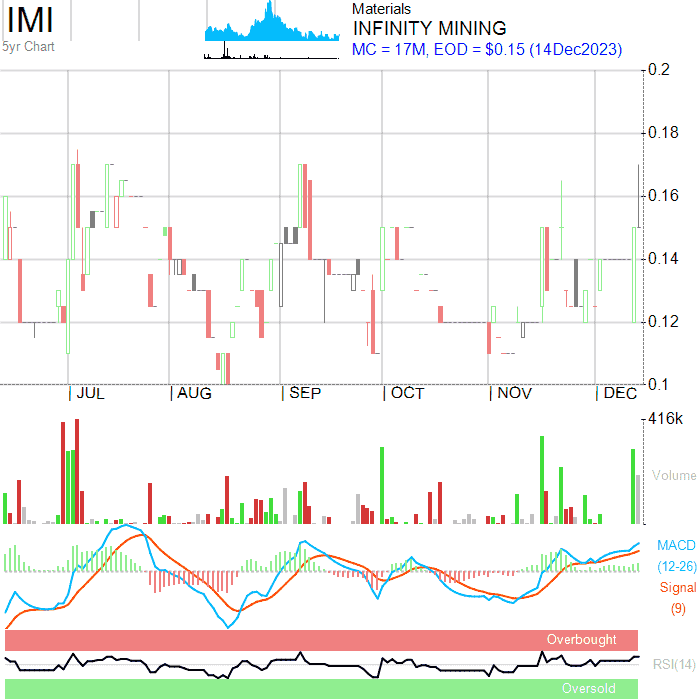 IMI
5yr Chart
Materials
INFINITY MINING
MC = 17M, EOD = $0.15 (14Dec2023)
0.2
0.18
0.16
0.14
0.12
0.1
JUL
AUG
SEP
OCT
NOV
DEC
416k
Volume
MACD
(12-26)
Signal
(9)
Overbought
RSI(14)
Oversold